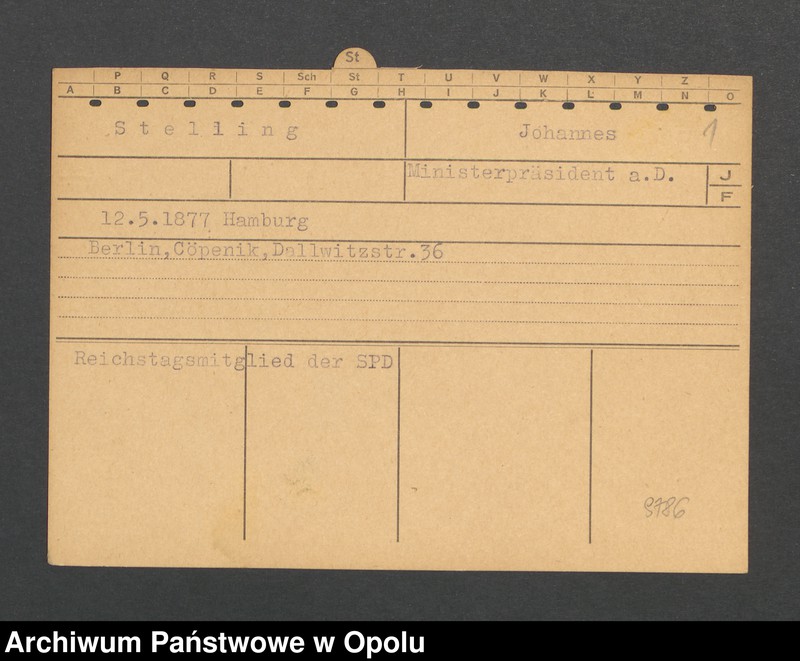 St
P Q R S Sch St T U V W X Y Z
A B C D E F G H I J K L M N O
Stelling Johannes 1
Ministerpräsident a.D. J
F
12.5.1877 Hamburg
Berlin,Cöpenik,Dallwitzstr.36
Reichstagsmitglied der SPD
9786
Archiwum Państwowe w Opolu